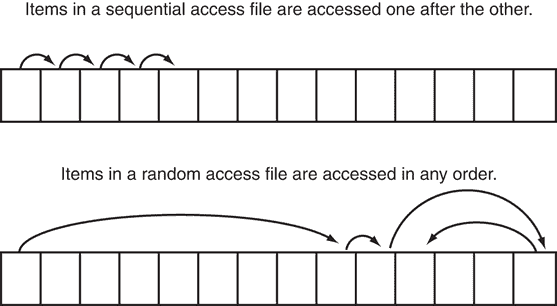 Items in a sequential access file are accessed one after the other.
Items in a random access file are accessed in any order.